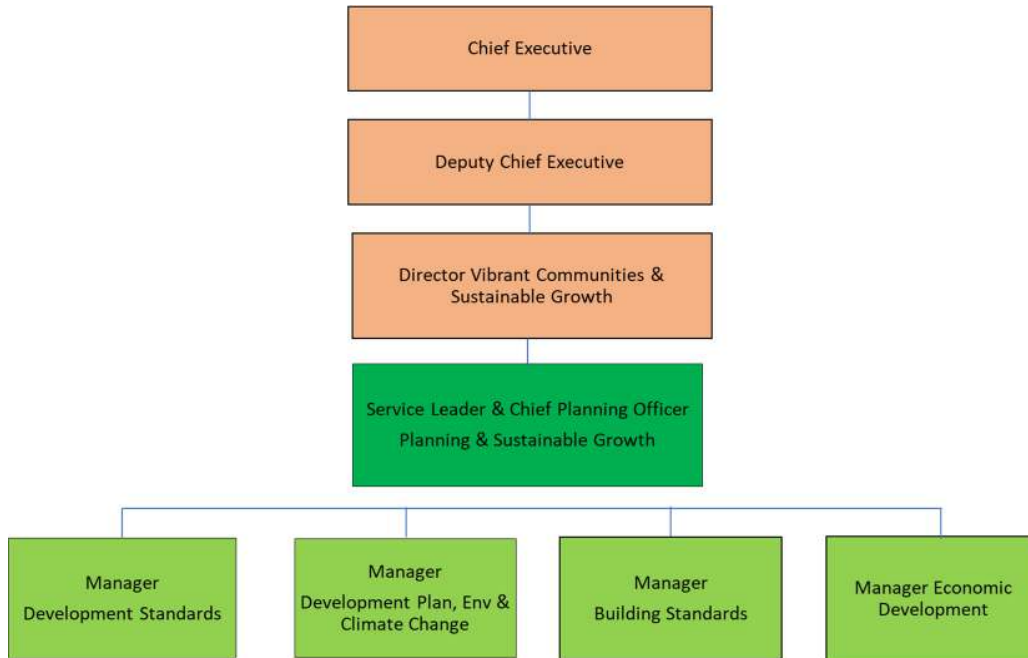 Chief Executive
Deputy Chief Executive
Director Vibrant Communities &
Sustainable Growth
Service Leader & Chief Planning Officer
Planning & Sustainable Growth
Manager
Development Standards
Manager
Development Plan, Env &
Climate Change
Manager
Building Standards
Manager Economic
Development